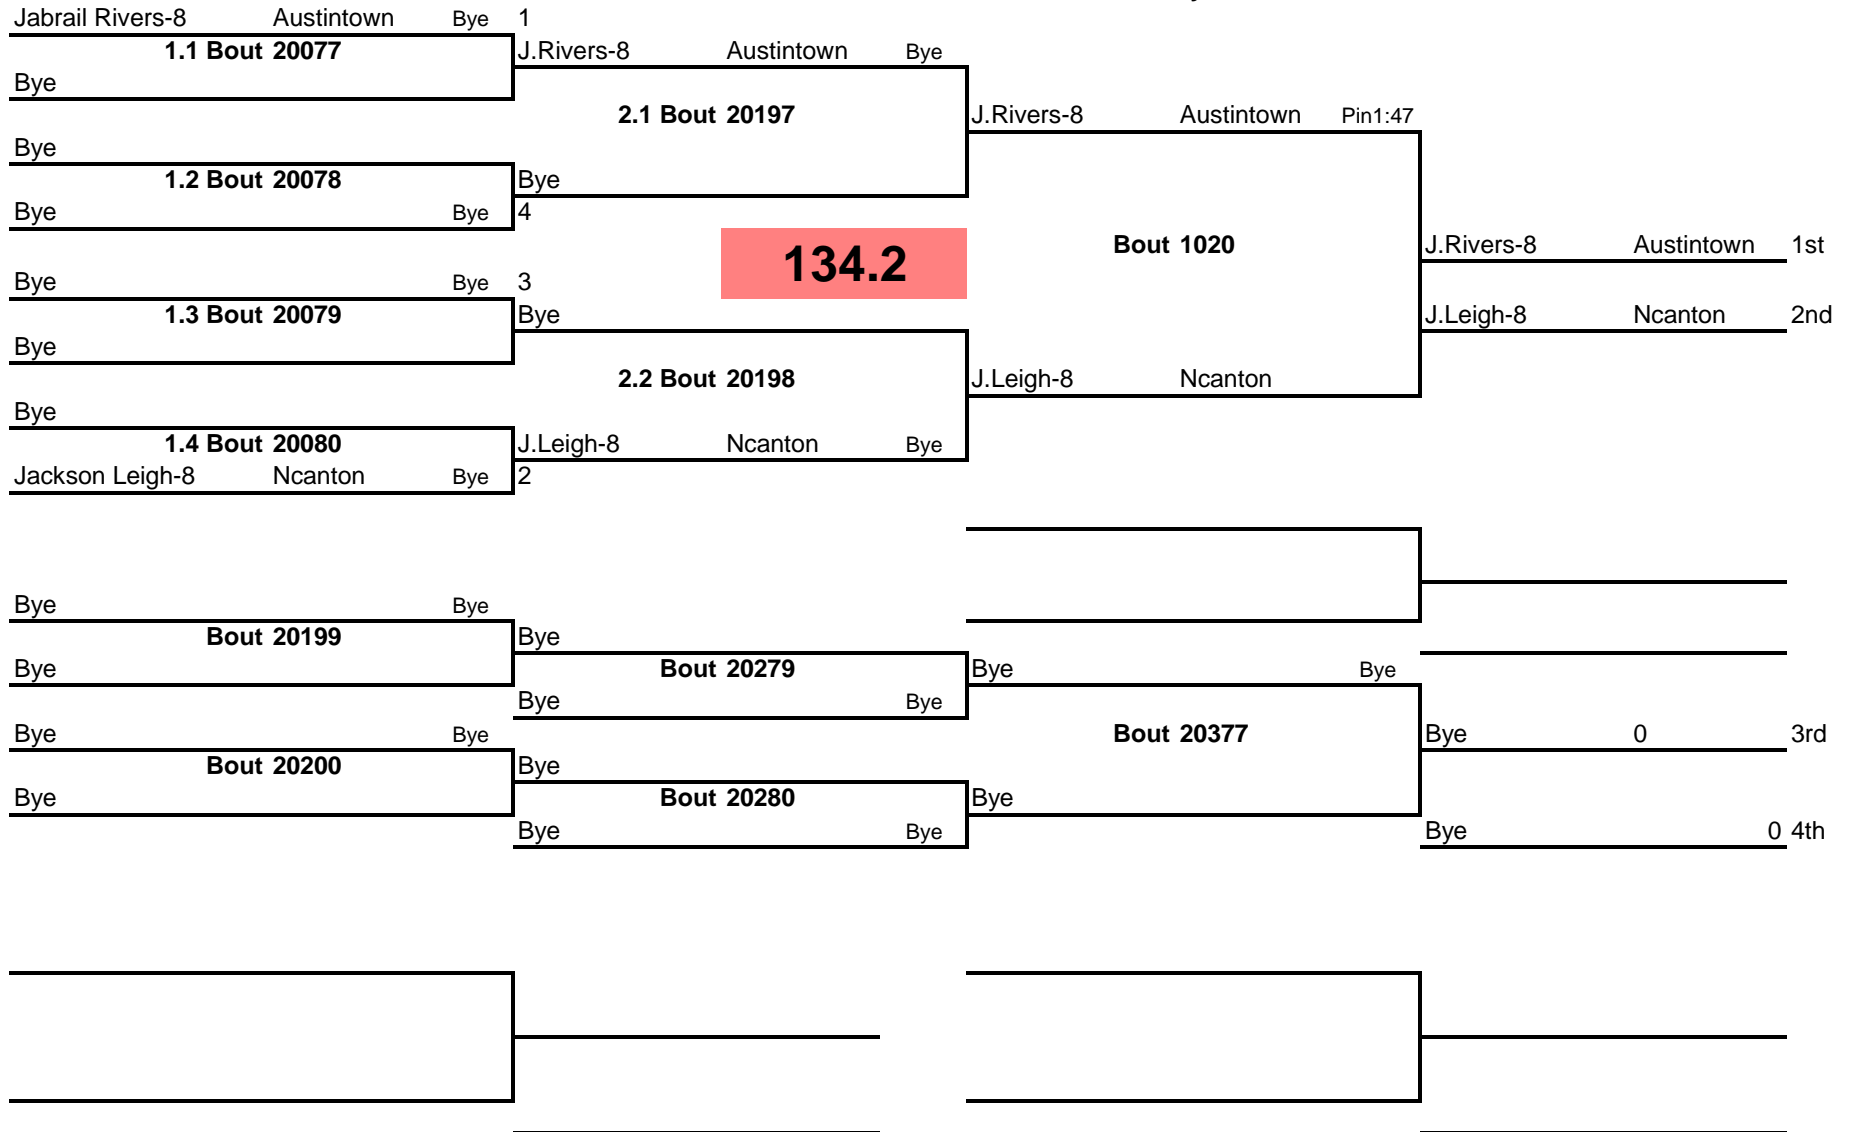 Jabrail Rivers-8 Austintown Bye 1
1.1 Bout 20077 J.Rivers-8 Austintown Bye
Bye
2.1 Bout 20197 J.Rivers-8 Austintown Pin1:47
Bye
1.2 Bout 20078 Bye
Bye Bye 4
134.2 Bout 1020 J.Rivers-8 Austintown 1st
Bye Bye 3
1.3 Bout 20079 Bye J.Leigh-8 Ncanton 2nd
Bye
2.2 Bout 20198 J.Leigh-8 Ncanton
Bye
1.4 Bout 20080 J.Leigh-8 Ncanton Bye
Jackson Leigh-8 Ncanton Bye 2
Bye Bye
Bout 20199 Bye
Bye Bout 20279 Bye Bye
Bye Bye
Bye Bye Bout 20377 Bye 0 3rd
Bout 20200 Bye
Bye Bout 20280 Bye
Bye Bye Bye 0 4th